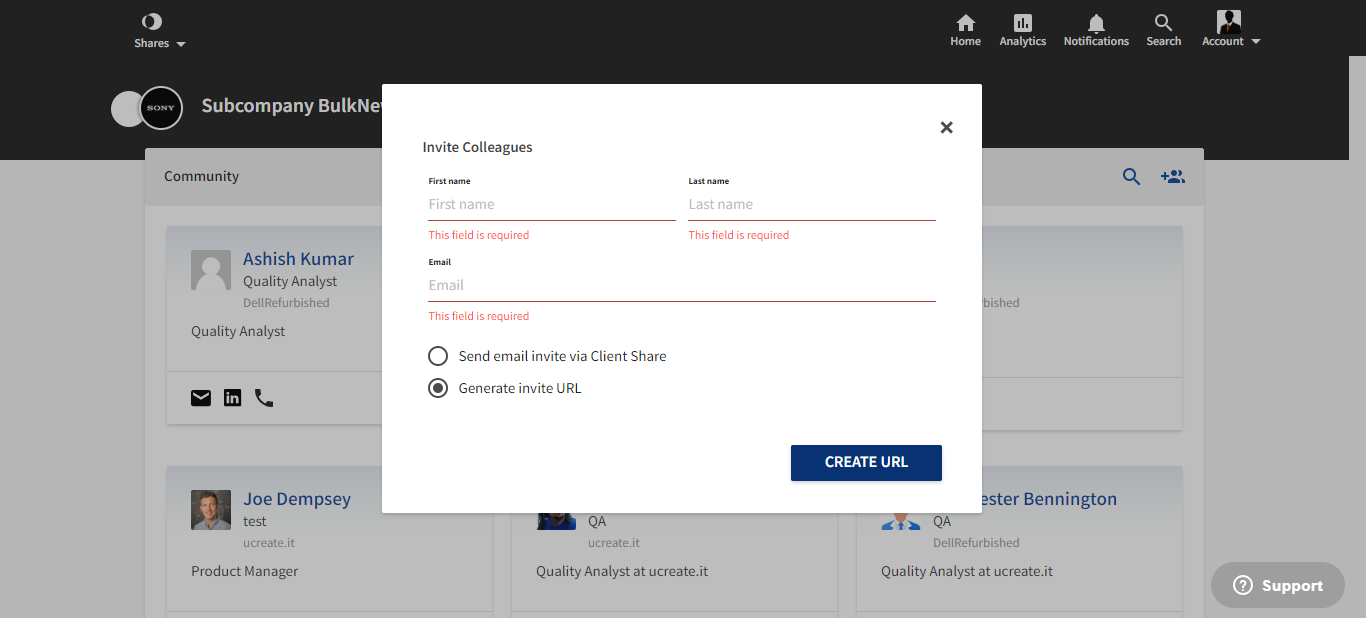 Shares
Home
Analytics
Notifications
Search
Account
SONY
Subcompany
Community
Invite Colleagues
First name
Last name
First name
Last name
This field is required
This field is required
Email
Email
This field is required
Send email invite via Client Share
Generate invite URL
CREATE URL
Ashish Kumar
Quality Analyst
DellRefurbished
Quality Analyst
in
Joe Dempsey
test
ucreate.it
Product Manager
QA
ucreate.it
Quality Analyst at ucreate.it
Bennington
QA
DellRefurbished
Quality Analyst at ucreate.it
? Support